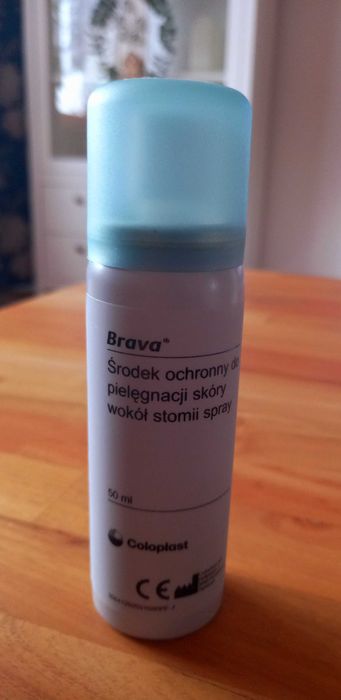 Brava®
Środek ochronny do
pielęgnacji skóry
wokół stomii spray
50 ml
Coloplast
CE